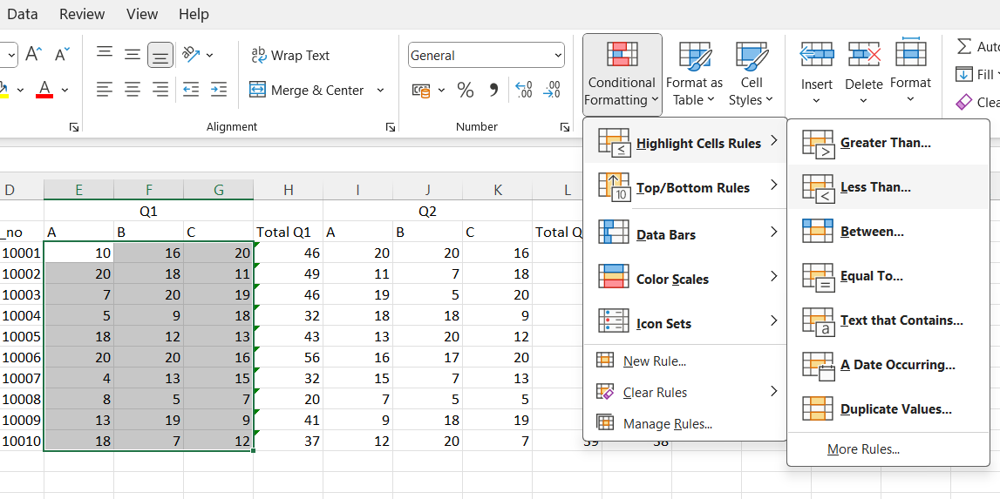 Data Review View Help
A^ A˅ ab Wrap Text General Conditional Formatting Format as Table Cell Styles Insert Delete Format Auto
A Merge & Center % 9 .00 .00 Fill
Clea
Alignment Number
Highlight Cells Rules
Top/Bottom Rules
Data Bars
Color Scales
Icon Sets
New Rule...
Clear Rules
Manage Rules...
Greater Than...
Less Than...
Between...
Equal To...
Text that Contains...
A Date Occurring...
Duplicate Values...
More Rules...
D E F G H I J K L
Q1 Q2
_no A B C Total Q1 A B C Total Q
10001 10 16 20 46 20 20 16
10002 20 18 11 49 11 7 18
10003 7 20 19 46 19 5 20
10004 5 9 18 32 18 18 9
10005 18 12 13 43 13 20 12
10006 20 20 16 56 16 17 20
10007 4 13 15 32 15 7 13
10008 8 5 7 20 7 5 5
10009 13 19 9 41 9 18 19
10010 18 7 12 37 12 20 7 39 38